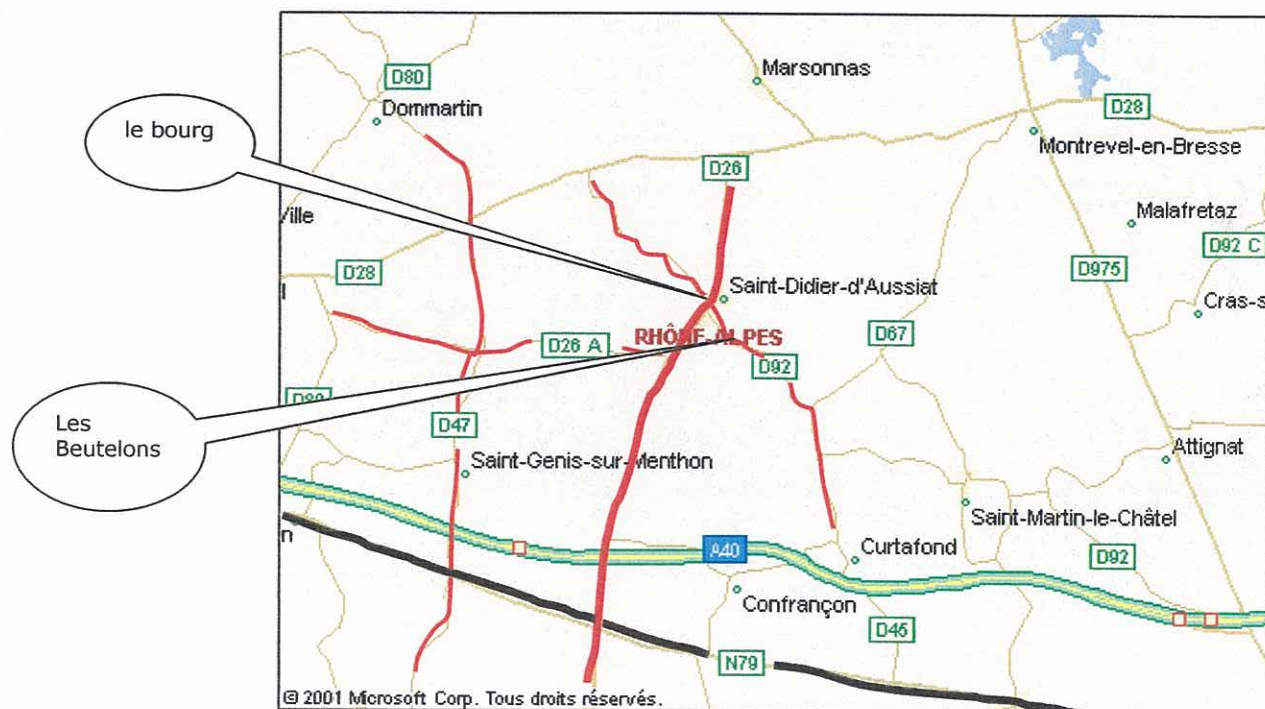 D80
Dommartin
Marsonnas
D28
Montrevel-en-Bresse
le bourg
D26
Malafretaz
ville
D92 C
D28
D975
Saint-Didier-d'Aussiat
Cras-s
D67
D26 A
RHÔNE-ALPES
D92
D80
Les
Beutelons
D47
Attignat
Saint-Genis-sur-Menthon
Saint-Martin-le-Châtel
n
A40
Curtafond
D92
Confrançon
D45
N79
© 2001 Microsoft Corp. Tous droits réservés.